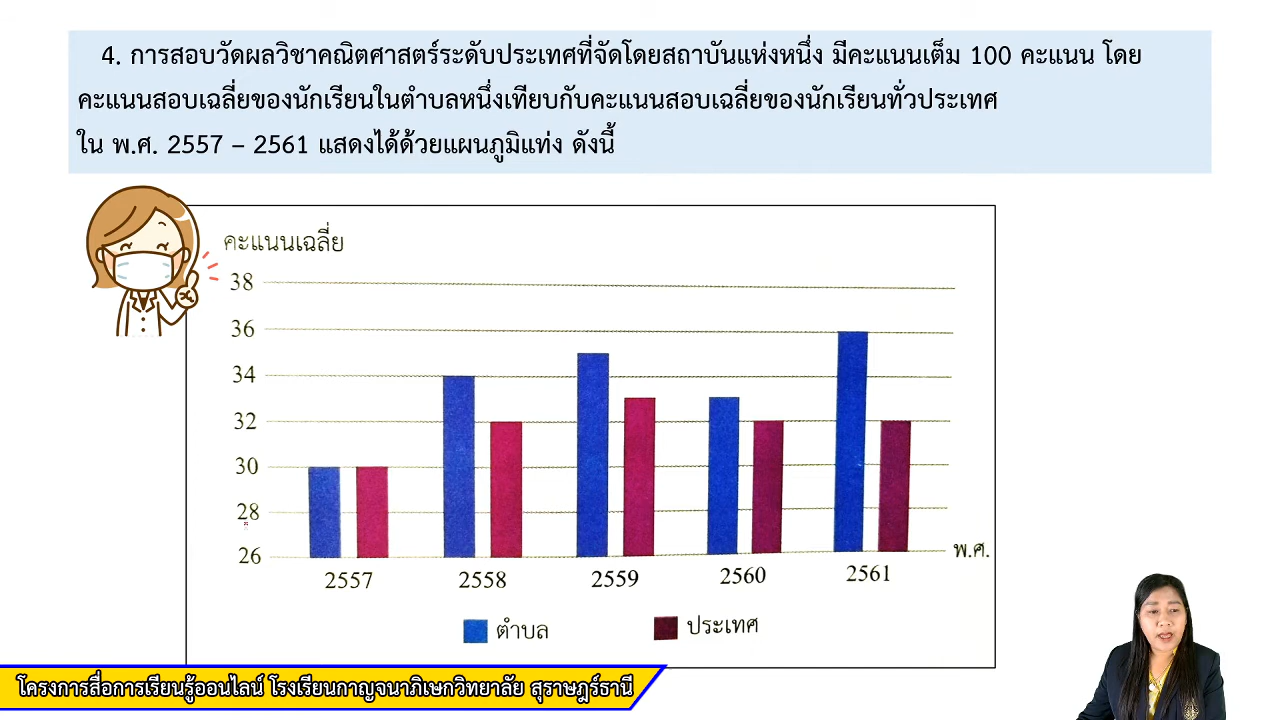 4. การสอบวัดผลวิชาคณิตศาสตร์ระดับประเทศที่จัดโดยสถาบันแห่งหนึ่ง มีคะแนนเต็ม 100 คะแนน โดย
คะแนนสอบเฉลี่ยของนักเรียนในตำบลหนึ่งเทียบกับคะแนนสอบเฉลี่ยของนักเรียนทั่วประเทศ
ใน พ.ศ. 2557 – 2561 แสดงได้ด้วยแผนภูมิแท่ง ดังนี้
คะแนนเฉลี่ย
38
36
34
32
30
28
26
พ.ศ.
2557 2558 2559 2560 2561
ตำบล ประเทศ
โครงการสื่อการเรียนรู้ออนไลน์ โรงเรียนกาญจนาภิเษกวิทยาลัย สุราษฎร์ธานี